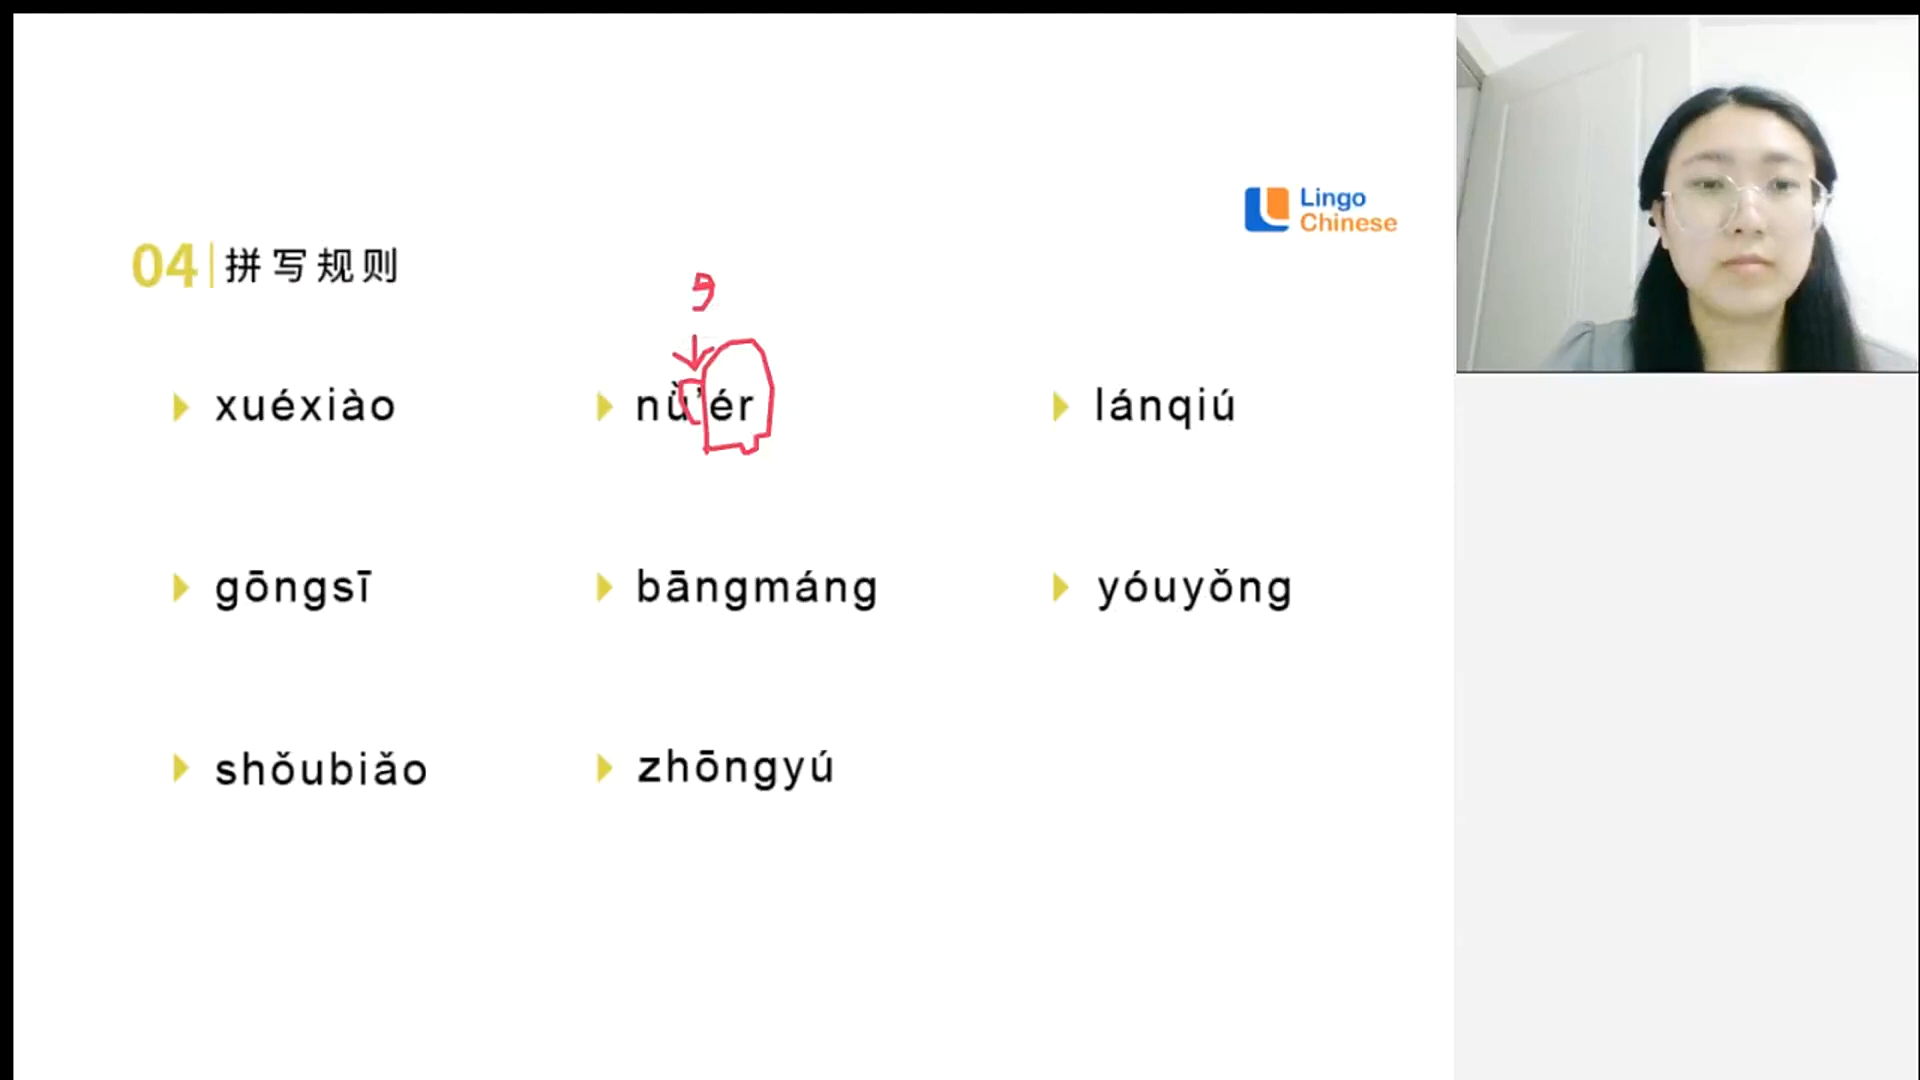 Lingo
Chinese
04 拼写规则
,
xuéxiào nǚ'ér lánqiú
gōngsī bāngmáng yóuyǒng
shǒubiǎo zhōngyú